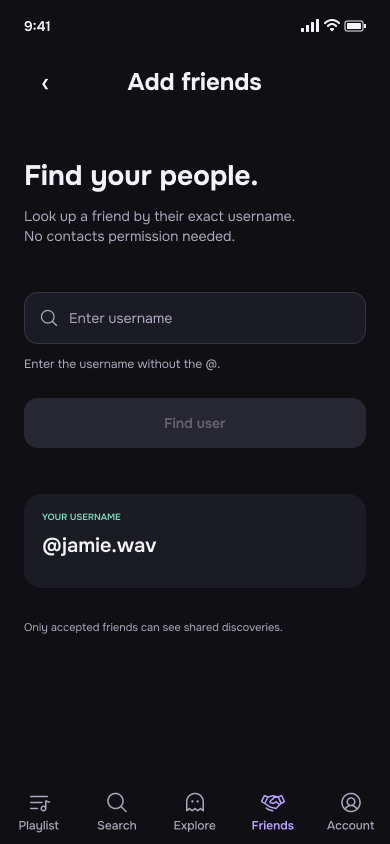 9:41
Add friends
Find your people.
Look up a friend by their exact username.
No contacts permission needed.
Enter username
Enter the username without the @.
Find user
YOUR USERNAME
@jamie.wav
Only accepted friends can see shared discoveries.
Playlist Search Explore Friends Account